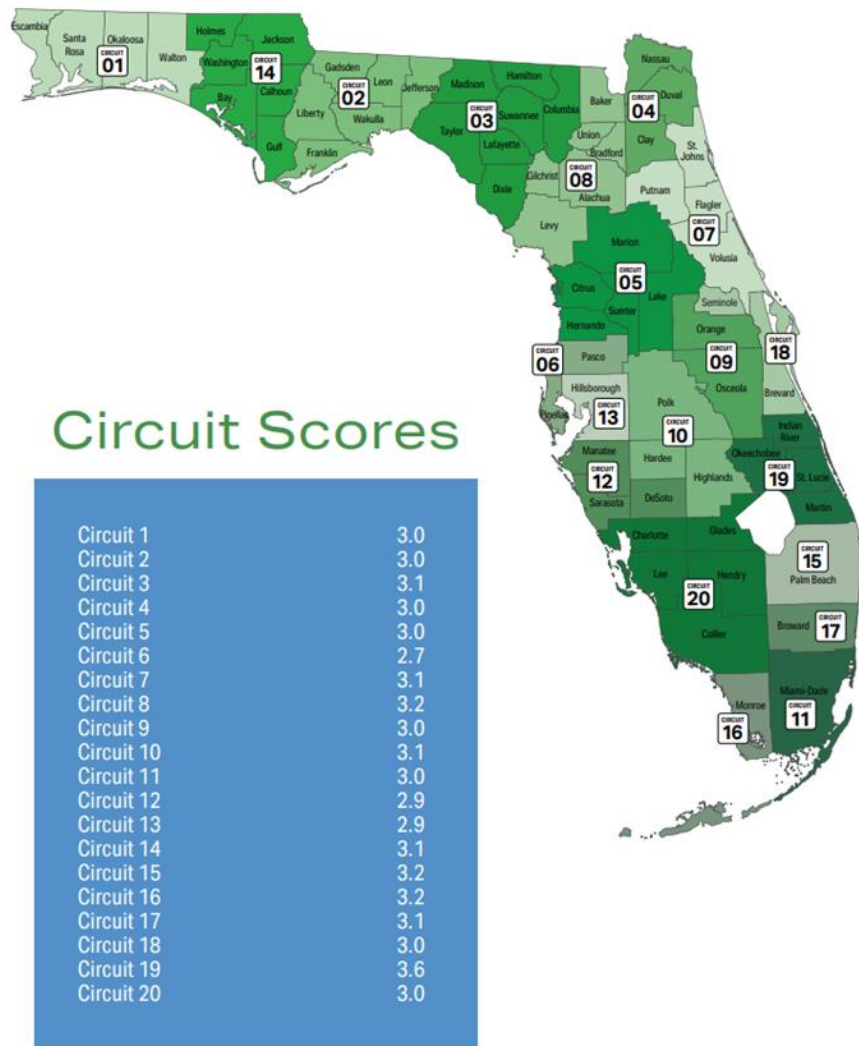 Escambia
Santa
Rosa
Okaloosa
Walton
CIRCUIT
01
Holmes
Jackson
Washington
CIRCUIT
14
Bay
Calhoun
Gulf
Gadsden
CIRCUIT
02
Leon
Jefferson
Liberty
Wakulla
Franklin
Madison
Hamilton
CIRCUIT
03
Suwannee
Columbia
Taylor
Lafayette
Dixie
Nassau
CIRCUIT
04
Duval
Clay
Baker
Union
Bradford
Gilchrist
CIRCUIT
08
Alachua
Levy
St.
Johns
Putnam
Flagler
CIRCUIT
07
Volusia
Marion
CIRCUIT
05
Citrus
Lake
Sumter
Hernando
Seminole
CIRCUIT
18
Brevard
Orange
CIRCUIT
09
Osceola
CIRCUIT
06
Pasco
Pinellas
Hillsborough
CIRCUIT
13
Polk
CIRCUIT
10
Hardee
Highlands
Manatee
CIRCUIT
12
Sarasota
DeSoto
Indian
River
Okeechobee
CIRCUIT
19
St. Lucie
Martin
Charlotte
Glades
Lee
Hendry
CIRCUIT
20
Collier
CIRCUIT
15
Palm Beach
Broward
CIRCUIT
17
Monroe
CIRCUIT
16
Miami-Dade
CIRCUIT
11
Circuit Scores
Circuit 1 3.0
Circuit 2 3.0
Circuit 3 3.1
Circuit 4 3.0
Circuit 5 3.0
Circuit 6 2.7
Circuit 7 3.1
Circuit 8 3.2
Circuit 9 3.0
Circuit 10 3.1
Circuit 11 3.0
Circuit 12 2.9
Circuit 13 2.9
Circuit 14 3.1
Circuit 15 3.2
Circuit 16 3.2
Circuit 17 3.1
Circuit 18 3.0
Circuit 19 3.6
Circuit 20 3.0